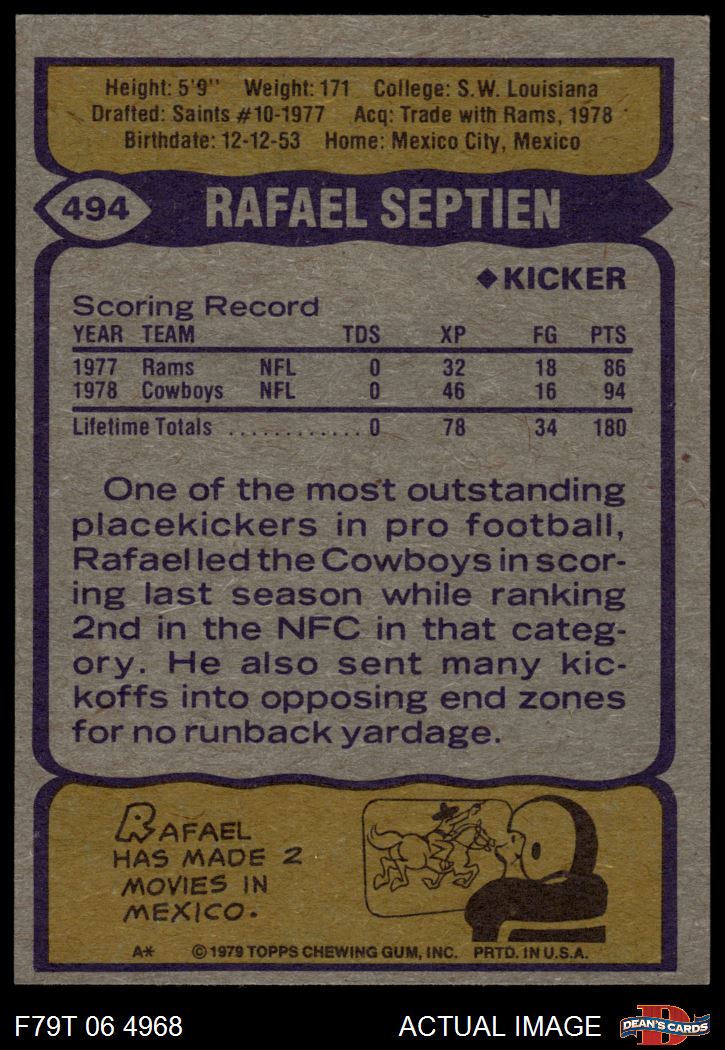 Height: 5'9'' Weight: 171 College: S.W. Louisiana
Drafted: Saints #10-1977 Acq: Trade with Rams, 1978
Birthdate: 12-12-53 Home: Mexico City, Mexico
494 RAFAEL SEPTIEN
◆KICKER
Scoring Record
YEAR TEAM TDS XP FG PTS
1977 Rams NFL 0 32 18 86
1978 Cowboys NFL 0 46 16 94
Lifetime Totals ............. 0 78 34 180
One of the most outstanding
placekickers in pro football,
Rafael led the Cowboys in scor-
ing last season while ranking
2nd in the NFC in that categ-
ory. He also sent many kic-
koffs into opposing end zones
for no runback yardage.
RAFAEL
HAS MADE 2
MOVIES IN
MEXICO.
A* ©1979 TOPPS CHEWING GUM, INC. PRTD. IN U.S.A.
F79T 06 4968 ACTUAL IMAGE D DEAN'S CARDS